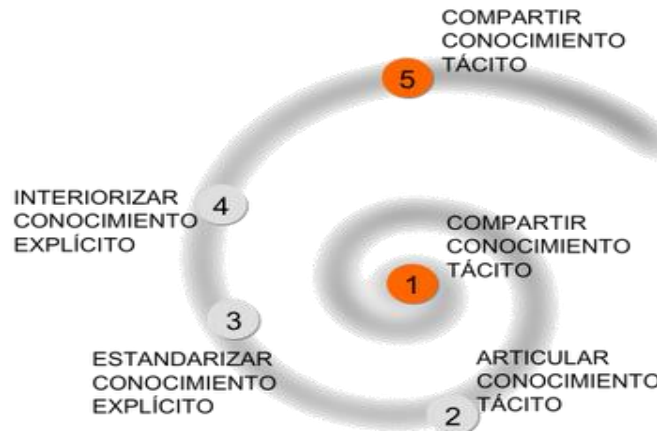 COMPARTIR
CONOCIMIENTO
TÁCITO
5
INTERIORIZAR
CONOCIMIENTO
EXPLÍCITO
4
COMPARTIR
CONOCIMIENTO
TÁCITO
1
3
ESTANDARIZAR
CONOCIMIENTO
EXPLÍCITO
ARTICULAR
CONOCIMIENTO
TÁCITO
2